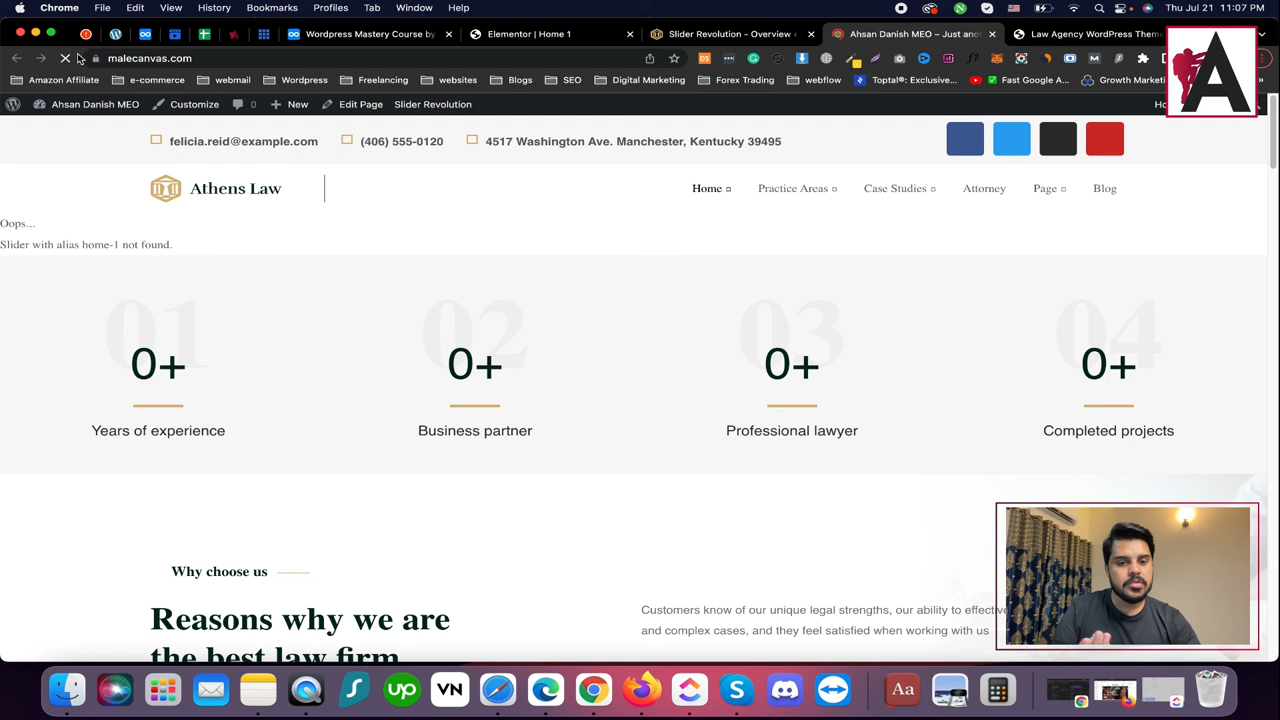 Chrome File Edit View History Bookmarks Profiles Tab Window Help Thu Jul 21 11:07 PM
Wordpress Mastery Course by Elementor | Home 1 Slider Revolution – Overview Ahsan Danish MEO – Just anot Law Agency WordPress Them
malecanvas.com
Amazon Affiliate e-commerce webmail Wordpress Freelancing websites Blogs SEO Digital Marketing Forex Trading webflow Toptal®: Exclusive... Fast Google A... Growth Market
Ahsan Danish MEO Customize 0 New Edit Page Slider Revolution
felicia.reid@example.com (406) 555-0120 4517 Washington Ave. Manchester, Kentucky 39495
Athens Law Home Practice Areas Case Studies Attorney Page Blog
Oops...
Slider with alias home-1 not found.
01 02 03 04
0+ 0+ 0+ 0+
Years of experience Business partner Professional lawyer Completed projects
Why choose us
Reasons why we are
the best law firm
Customers know of our unique legal strengths, our ability to effective
and complex cases, and they feel satisfied when working with us
A
up VN Aa